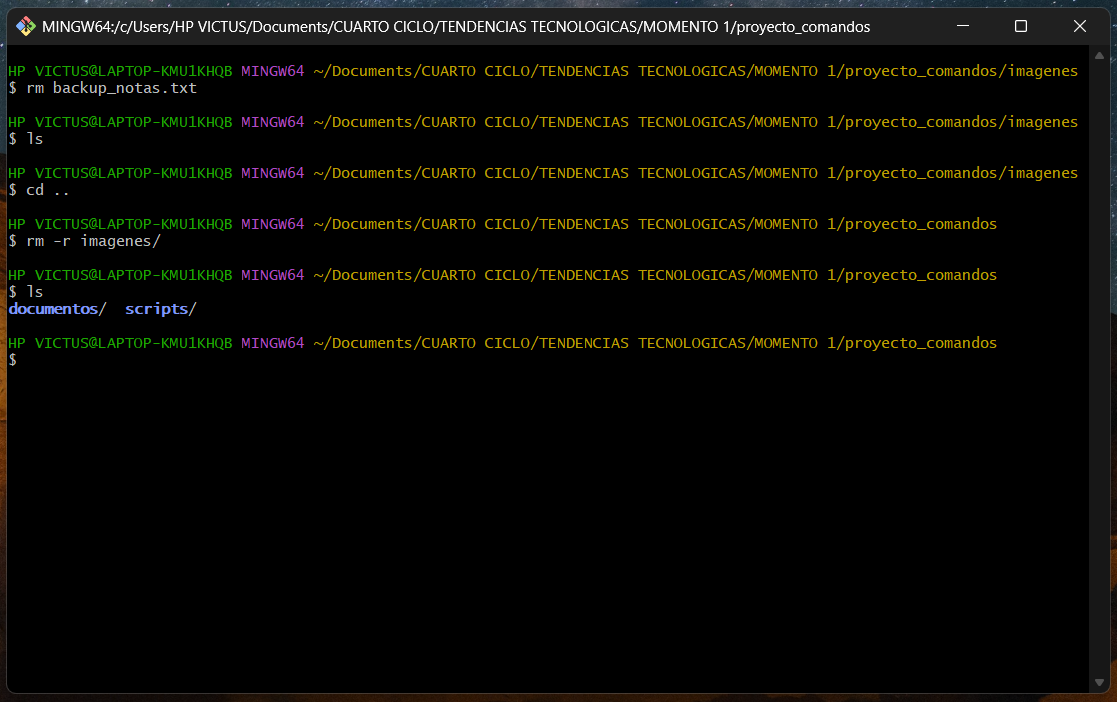 MINGW64:/c/Users/HP VICTUS/Documents/CUARTO CICLO/TENDENCIAS TECNOLOGICAS/MOMENTO 1/proyecto_comandos
HP VICTUS@LAPTOP-KMU1KHQB MINGW64 ~/Documents/CUARTO CICLO/TENDENCIAS TECNOLOGICAS/MOMENTO 1/proyecto_comandos/imagenes
$ rm backup_notas.txt
HP VICTUS@LAPTOP-KMU1KHQB MINGW64 ~/Documents/CUARTO CICLO/TENDENCIAS TECNOLOGICAS/MOMENTO 1/proyecto_comandos/imagenes
$ ls
HP VICTUS@LAPTOP-KMU1KHQB MINGW64 ~/Documents/CUARTO CICLO/TENDENCIAS TECNOLOGICAS/MOMENTO 1/proyecto_comandos/imagenes
$ cd ..
HP VICTUS@LAPTOP-KMU1KHQB MINGW64 ~/Documents/CUARTO CICLO/TENDENCIAS TECNOLOGICAS/MOMENTO 1/proyecto_comandos
$ rm -r imagenes/
HP VICTUS@LAPTOP-KMU1KHQB MINGW64 ~/Documents/CUARTO CICLO/TENDENCIAS TECNOLOGICAS/MOMENTO 1/proyecto_comandos
$ ls
documentos/  scripts/
HP VICTUS@LAPTOP-KMU1KHQB MINGW64 ~/Documents/CUARTO CICLO/TENDENCIAS TECNOLOGICAS/MOMENTO 1/proyecto_comandos
$